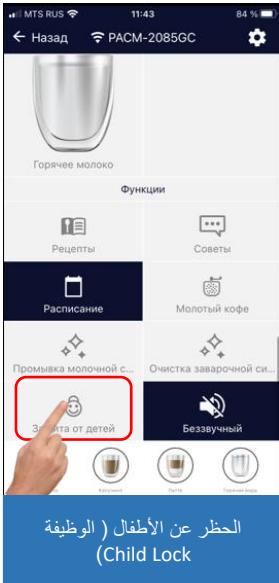 MTS RUS 11:43 84 %
← Назад PACM-2085GC
Горячее молоко
Функции
Рецепты Советы
Расписание Молотый кофе
Промывка молочной с... Очистка заварочной си...
Защита от детей Беззвучный
Капучино Латте Горячая вода
الحظر عن الأطفال ( الوظيفة
(Child Lock